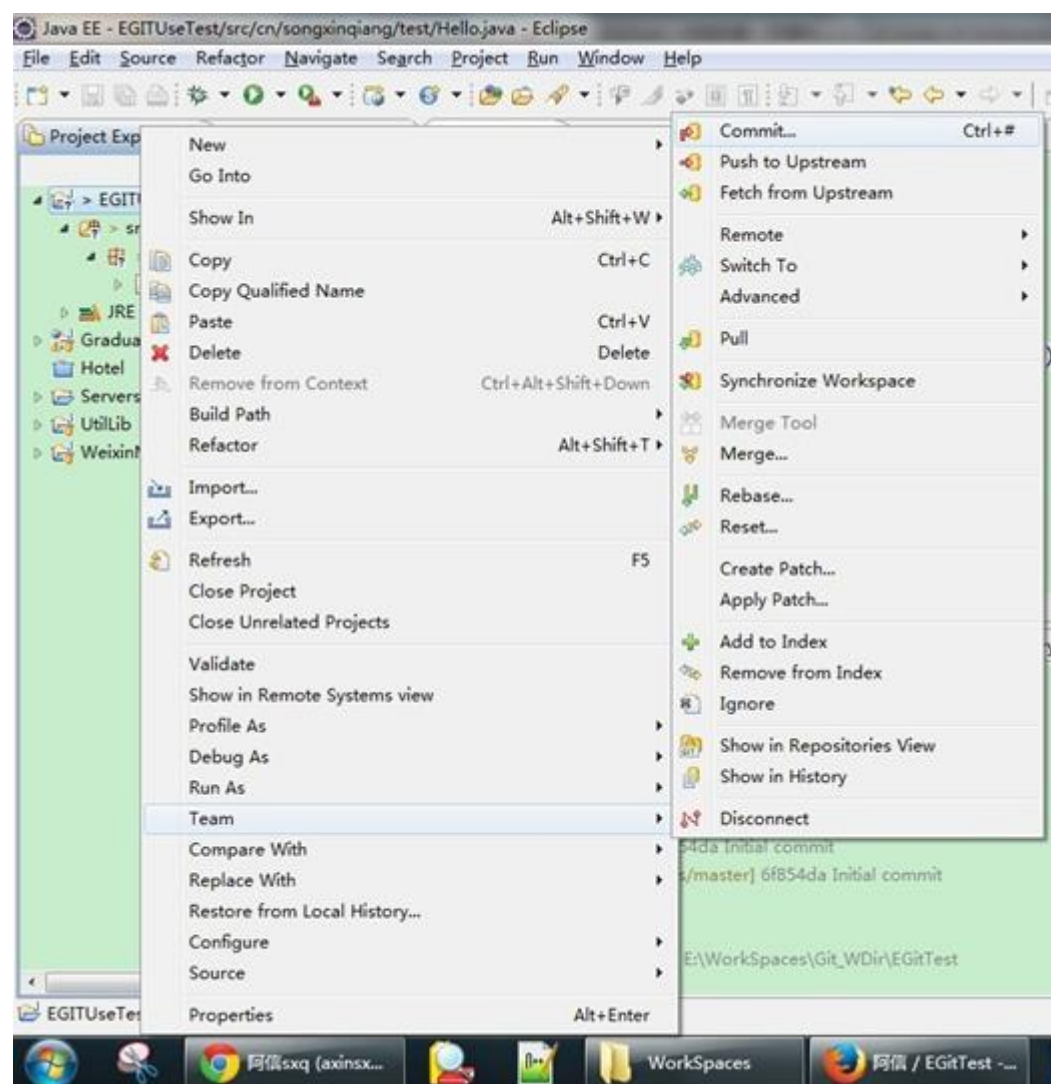 Java EE - EGITUseTest/src/cn/songxinqiang/test/Hello.java - Eclipse
File Edit Source Refactor Navigate Search Project Run Window Help
Project Exp
> EGITU
> sr
JRE
Gradua
Hotel
Servers
UtilLib
Weixin
New
Go Into
Show In Alt+Shift+W
Copy Ctrl+C
Copy Qualified Name
Paste Ctrl+V
Delete Delete
Remove from Context Ctrl+Alt+Shift+Down
Build Path
Refactor Alt+Shift+T
Import...
Export...
Refresh F5
Close Project
Close Unrelated Projects
Validate
Show in Remote Systems view
Profile As
Debug As
Run As
Team
Compare With
Replace With
Restore from Local History...
Configure
Source
Properties Alt+Enter
Commit... Ctrl+#
Push to Upstream
Fetch from Upstream
Remote
Switch To
Advanced
Pull
Synchronize Workspace
Merge Tool
Merge...
Rebase...
Reset...
Create Patch...
Apply Patch...
Add to Index
Remove from Index
Ignore
Show in Repositories View
Show in History
Disconnect
54da Initial commit
s/master] 6f854da Initial commit
E:\WorkSpaces\Git_WDir\EGitTest
EGITUseTes
阿信sxq (axinsx... WorkSpaces 阿信 / EGitTest -...